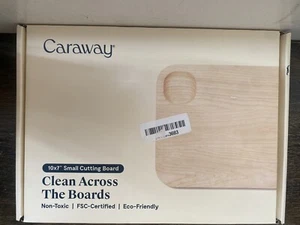 Caraway®
10x7" Small Cutting Board
Clean Across
The Boards
Non-Toxic | FSC-Certified | Eco-Friendly